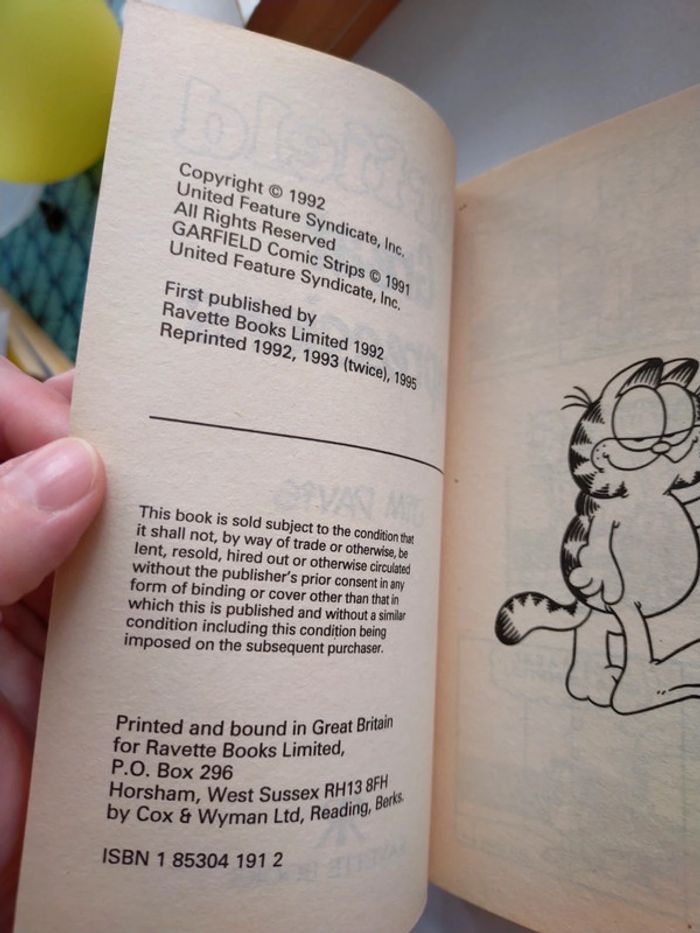 Copyright © 1992
United Feature Syndicate, Inc.
All Rights Reserved
GARFIELD Comic Strips © 1991
United Feature Syndicate, Inc.
First published by
Ravette Books Limited 1992
Reprinted 1992, 1993 (twice), 1995
This book is sold subject to the condition that
it shall not, by way of trade or otherwise, be
lent, resold, hired out or otherwise circulated
without the publisher's prior consent in any
form of binding or cover other than that in
which this is published and without a similar
condition including this condition being
imposed on the subsequent purchaser.
Printed and bound in Great Britain
for Ravette Books Limited,
P.O. Box 296
Horsham, West Sussex RH13 8FH
by Cox & Wyman Ltd, Reading, Berks.
ISBN 1 85304 191 2